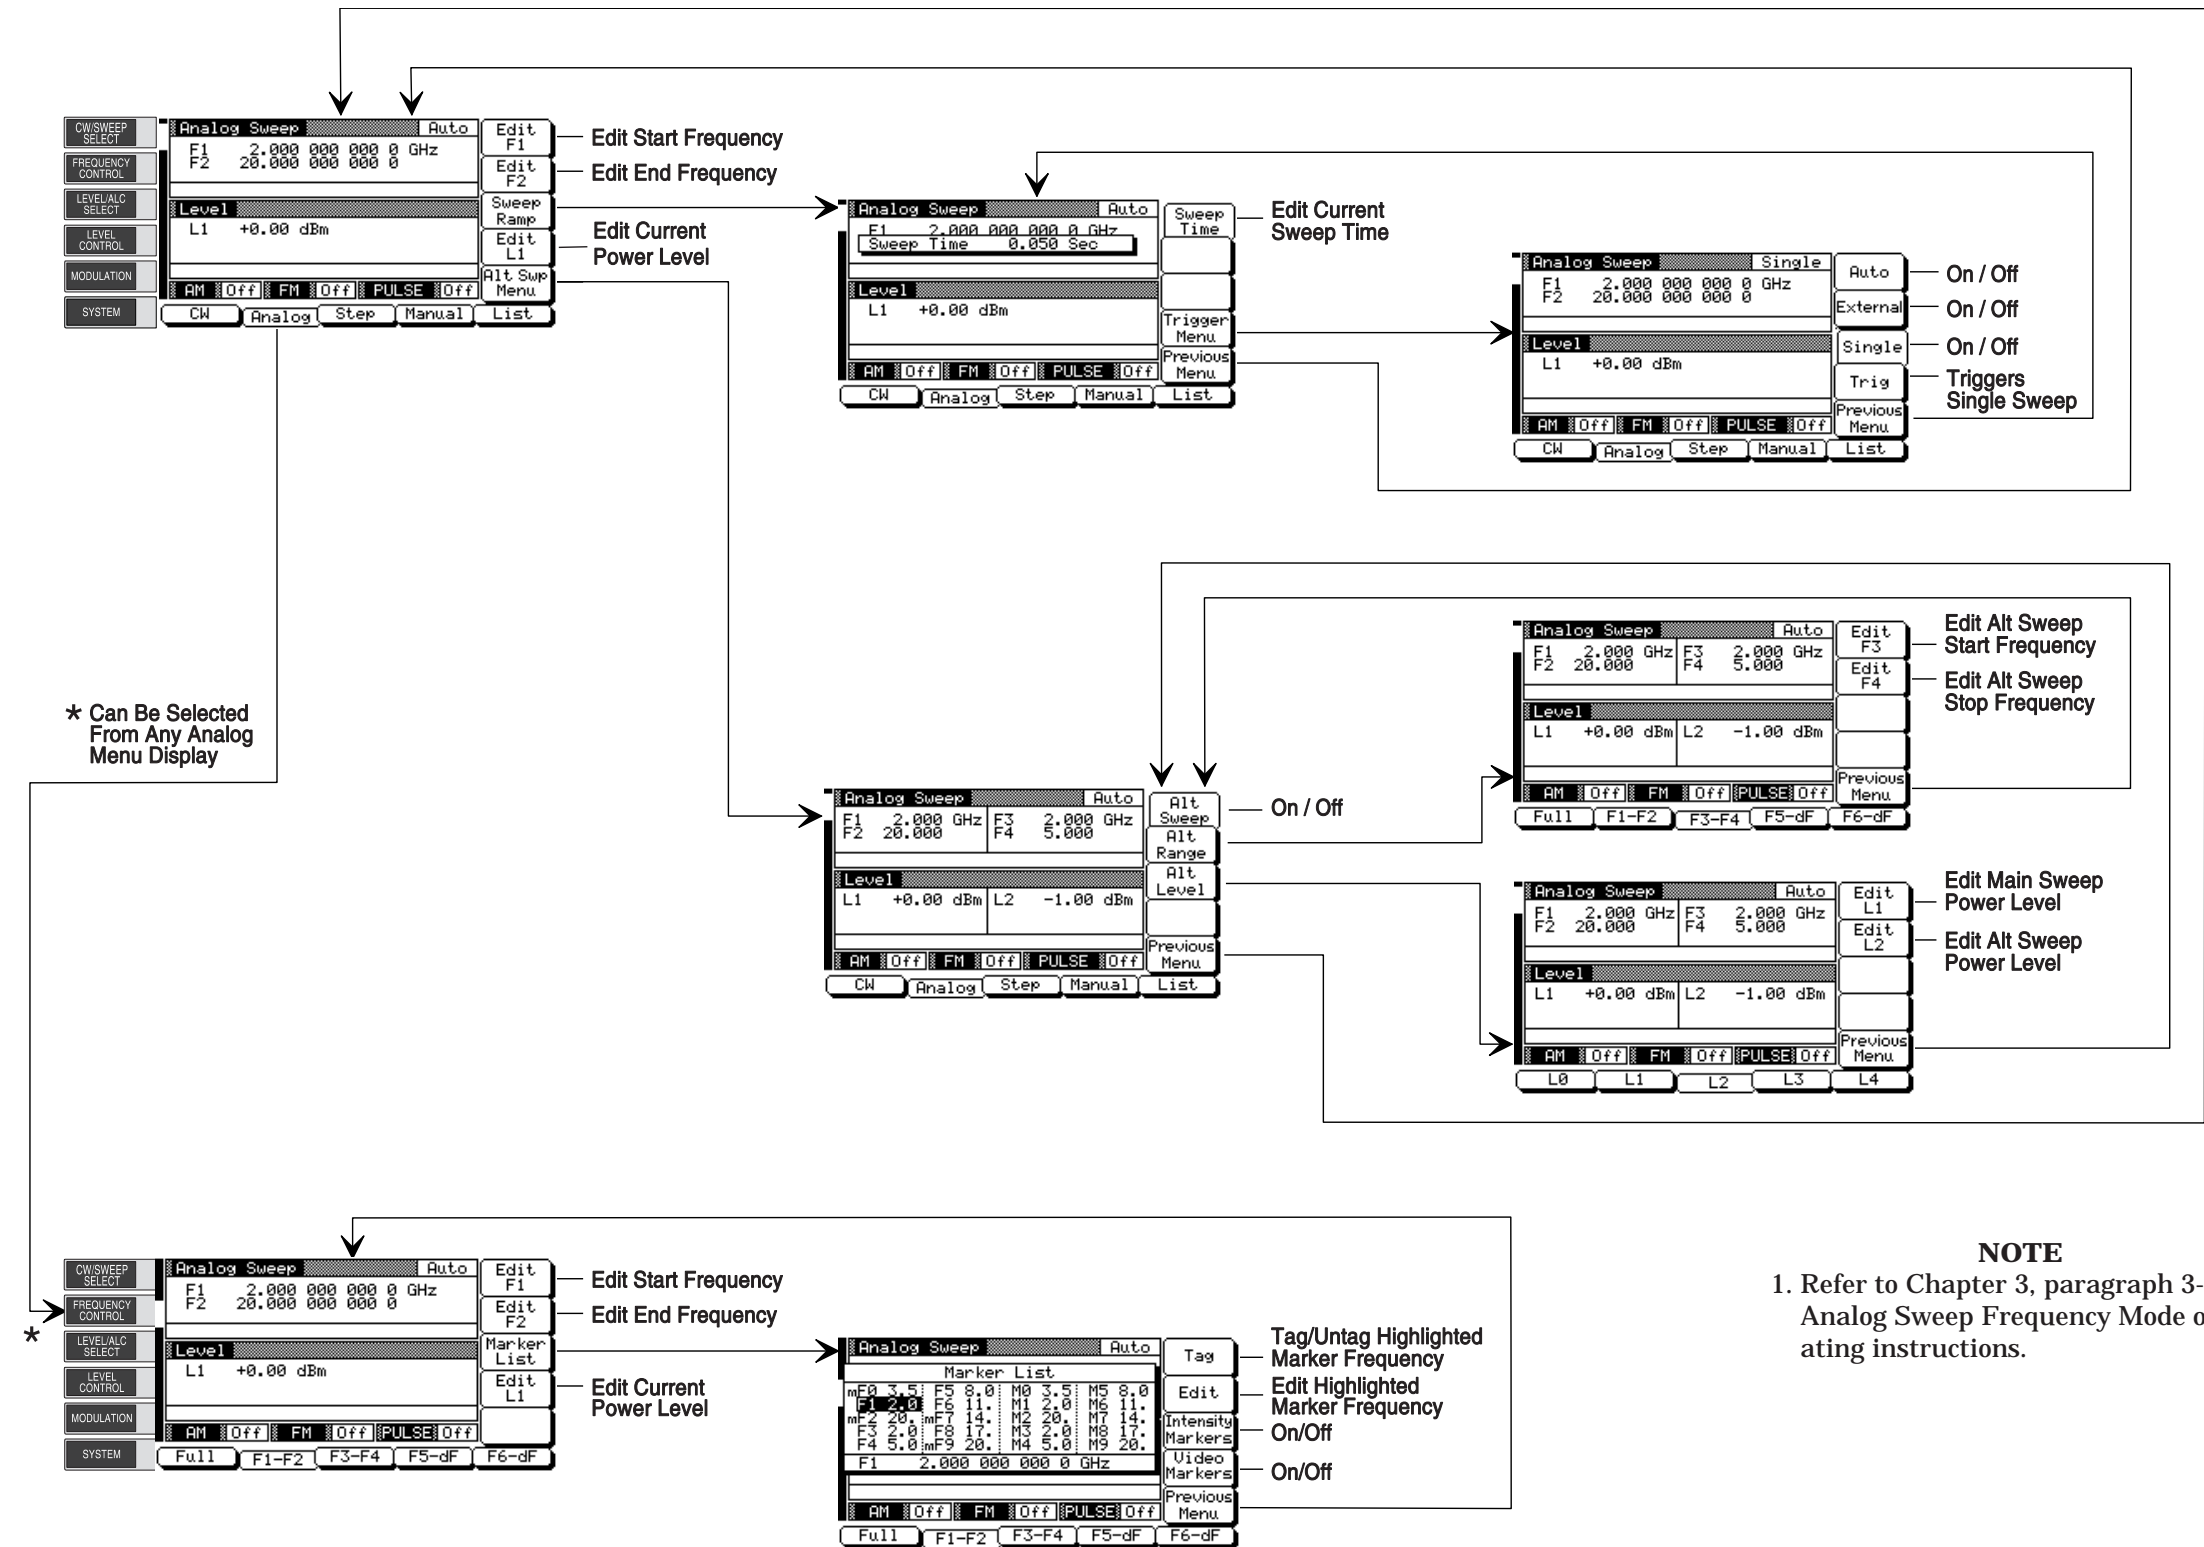 CW/SWEEP
SELECT
FREQUENCY
CONTROL
LEVEL/ALC
SELECT
LEVEL
CONTROL
MODULATION
SYSTEM
Analog Sweep Auto
F1 2.000 000 000 0 GHz
F2 20.000 000 000 0
Level
L1 +0.00 dBm
AM Off FM Off PULSE Off
CW Analog Step Manual List
Edit
F1
Edit
F2
Sweep
Ramp
Edit
L1
Alt Swp
Menu
Edit Start Frequency
Edit End Frequency
Edit Current
Power Level
Analog Sweep Auto
F1 2.000 000 000 0 GHz
Sweep Time 0.050 Sec
Level
L1 +0.00 dBm
AM Off FM Off PULSE Off
CW Analog Step Manual List
Sweep
Time
Trigger
Menu
Previous
Menu
Edit Current
Sweep Time
Analog Sweep Single
F1 2.000 000 000 0 GHz
F2 20.000 000 000 0
Level
L1 +0.00 dBm
AM Off FM Off PULSE Off
CW Analog Step Manual List
Auto
External
Single
Trig
Previous
Menu
On / Off
On / Off
On / Off
Triggers
Single Sweep
* Can Be Selected
From Any Analog
Menu Display
Analog Sweep Auto
F1 2.000 GHz F3 2.000 GHz
F2 20.000 F4 5.000
Level
L1 +0.00 dBm L2 -1.00 dBm
AM Off FM Off PULSE Off
CW Analog Step Manual List
Alt
Sweep
Alt
Range
Alt
Level
Previous
Menu
On / Off
Analog Sweep Auto
F1 2.000 GHz F3 2.000 GHz
F2 20.000 F4 5.000
Level
L1 +0.00 dBm L2 -1.00 dBm
AM Off FM Off PULSE Off
Full F1-F2 F3-F4 F5-dF F6-dF
Edit
F3
Edit
F4
Previous
Menu
Edit Alt Sweep
Start Frequency
Edit Alt Sweep
Stop Frequency
Analog Sweep Auto
F1 2.000 GHz F3 2.000 GHz
F2 20.000 F4 5.000
Level
L1 +0.00 dBm L2 -1.00 dBm
AM Off FM Off PULSE Off
L0 L1 L2 L3 L4
Edit
L1
Edit
L2
Previous
Menu
Edit Main Sweep
Power Level
Edit Alt Sweep
Power Level
CW/SWEEP
SELECT
FREQUENCY
CONTROL
*
LEVEL/ALC
SELECT
LEVEL
CONTROL
MODULATION
SYSTEM
Analog Sweep Auto
F1 2.000 000 000 0 GHz
F2 20.000 000 000 0
Level
L1 +0.00 dBm
AM Off FM Off PULSE Off
Full F1-F2 F3-F4 F5-dF F6-dF
Edit
F1
Edit
F2
Marker
List
Edit
L1
Edit Start Frequency
Edit End Frequency
Edit Current
Power Level
Analog Sweep Auto
Marker List
mF0 3.5 F5 8.0 M0 3.5 M5 8.0
F1 2.0 F6 11. M1 2.0 M6 11.
mF2 20. mF7 14. M2 20. M7 14.
F3 2.0 F8 17. M3 2.0 M8 17.
F4 5.0 mF9 20. M4 5.0 M9 20.
F1 2.000 000 000 0 GHz
AM Off FM Off PULSE Off
Full F1-F2 F3-F4 F5-dF F6-dF
Tag
Edit
Intensity
Markers
Video
Markers
Previous
Menu
Tag/Untag Highlighted
Marker Frequency
Edit Highlighted
Marker Frequency
On/Off
On/Off
NOTE
1. Refer to Chapter 3, paragraph 3-
Analog Sweep Frequency Mode o
ating instructions.